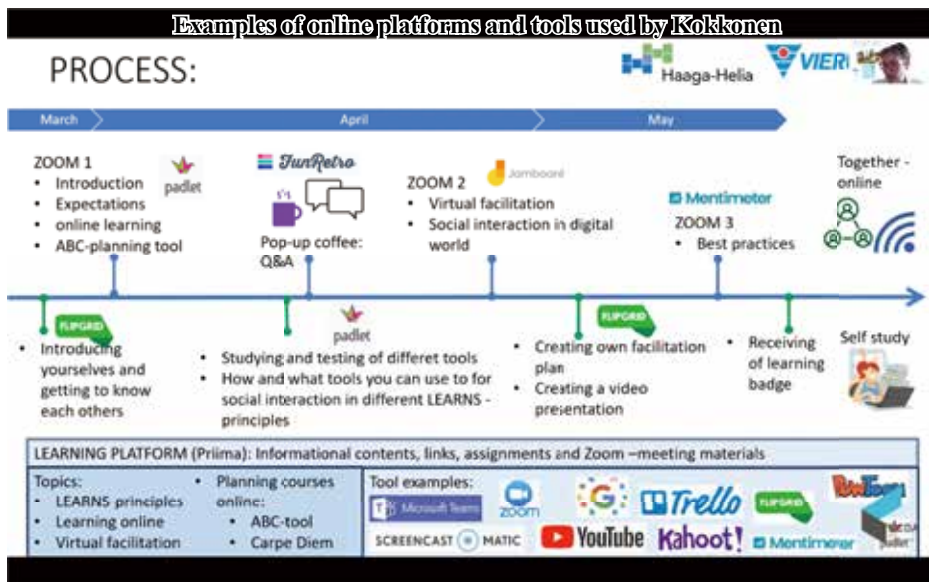 Examples of online platforms and tools used by Kokkonen
PROCESS:
Haaga-Helia
VIERI
March
April
May
ZOOM 1
• Introduction
• Expectations
• online learning
• ABC-planning tool
padlet
FunRetro
Pop-up coffee:
Q&A
Jamboard
ZOOM 2
• Virtual facilitation
• Social interaction in digital
world
Mentimeter
ZOOM 3
• Best practices
Together -
online
FLIPGRID
• Introducing
yourselves and
getting to know
each others
padlet
• Studying and testing of differet tools
• How and what tools you can use to for
social interaction in different LEARNS -
principles
FLIPGRID
• Creating own facilitation
plan
• Creating a video
presentation
• Receiving
of learning
badge
Self study
LEARNING PLATFORM (Priima): Informational contents, links, assignments and Zoom –meeting materials
Topics:
• LEARNS principles
• Learning online
• Virtual facilitation
• Planning courses
online:
• ABC-tool
• Carpe Diem
Tool examples:
Microsoft Teams
zoom
G
Trello
FLIPGRID
PowToon
SCREENCAST O MATIC
YouTube
Kahoot!
Mentimeter
padlet